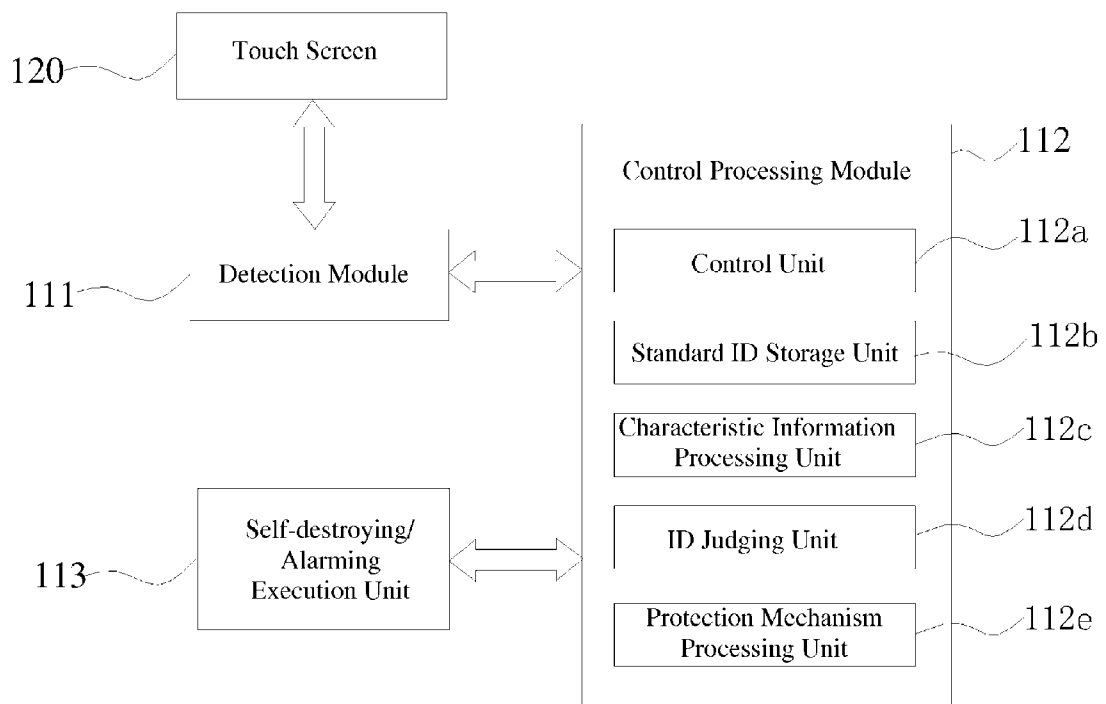 Touch Screen
120
112
Control Processing Module
112a
Control Unit
Detection Module
111
112b
Standard ID Storage Unit
112c
Characteristic Information
Processing Unit
112d
ID Judging Unit
Self-destroying/
Alarming
Execution Unit
113
112e
Protection Mechanism
Processing Unit